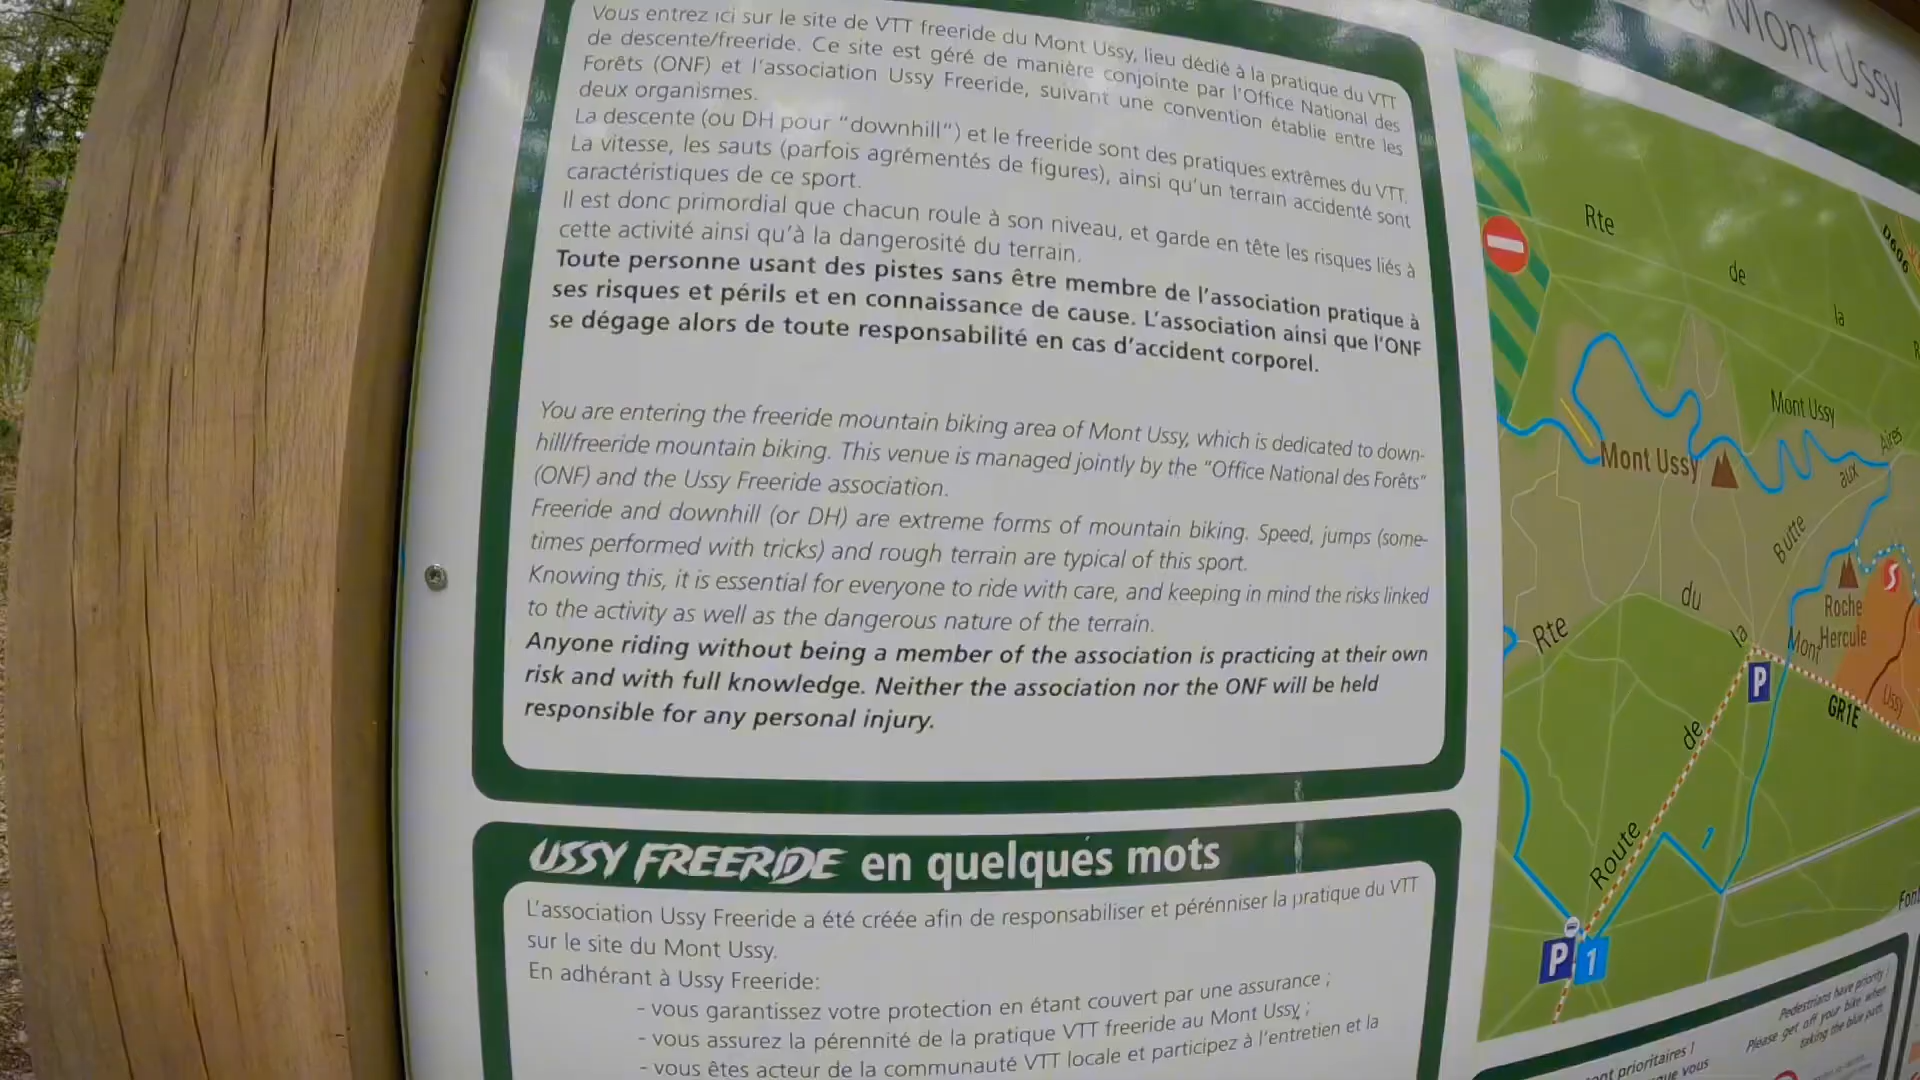 Vous entrez ici sur le site de VTT freeride du Mont Ussy, lieu dédié à la pratique du VTT
de descente/freeride. Ce site est géré de manière conjointe par l'Office National des
Forêts (ONF) et l'association Ussy Freeride, suivant une convention établie entre les
deux organismes.
La descente (ou DH pour "downhill") et le freeride sont des pratiques extrêmes du VTT.
La vitesse, les sauts (parfois agrémentés de figures), ainsi qu'un terrain accidenté sont
caractéristiques de ce sport.
Il est donc primordial que chacun roule à son niveau, et garde en tête les risques liés à
cette activité ainsi qu'à la dangerosité du terrain.
Toute personne usant des pistes sans être membre de l'association pratique à
ses risques et périls et en connaissance de cause. L'association ainsi que l'ONF
se dégage alors de toute responsabilité en cas d'accident corporel.
You are entering the freeride mountain biking area of Mont Ussy, which is dedicated to down-
hill/freeride mountain biking. This venue is managed jointly by the "Office National des Forêts"
(ONF) and the Ussy Freeride association.
Freeride and downhill (or DH) are extreme forms of mountain biking. Speed, jumps (some-
times performed with tricks) and rough terrain are typical of this sport.
Knowing this, it is essential for everyone to ride with care, and keeping in mind the risks linked
to the activity as well as the dangerous nature of the terrain.
Anyone riding without being a member of the association is practicing at their own
risk and with full knowledge. Neither the association nor the ONF will be held
responsible for any personal injury.
USSY FREERIDE en quelques mots
L'association Ussy Freeride a été créée afin de responsabiliser et pérénniser la pratique du VTT
sur le site du Mont Ussy.
En adhérant à Ussy Freeride:
- vous garantissez votre protection en étant couvert par une assurance ;
- vous assurez la pérennité de la pratique VTT freeride au Mont Ussy ;
- vous êtes acteur de la communauté VTT locale et participez à l'entretien et la
Mont Ussy
Rte
de
la
D606
Mont Ussy
Mont Ussy
Aires
aux
Butte
la
du
Rte
Mont
Ussy
Roche
Hercule
S
P
GR1E
de
Route
1
P
1
Pedestrians have priority !
Please get off your bike when
taking the blue path.
prioritaires !
que vous